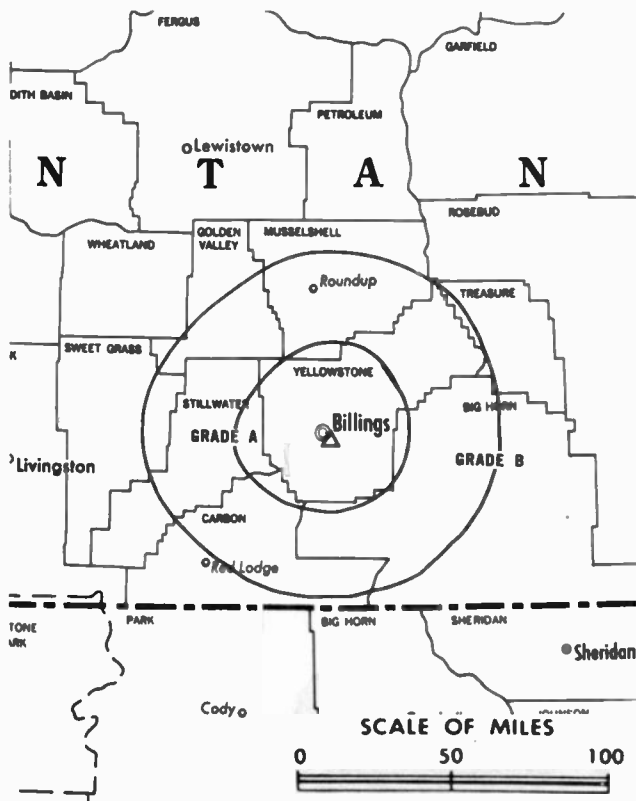 FERGUS
GARFIELD
DITH BASIN
PETROLEUM
Lewistown
N T A N
ROSEBUD
WHEATLAND
GOLDEN
VALLEY
MUSSELSHELL
Roundup
TREASURE
K
SWEET GRASS
YELLOWSTONE
STILLWATER
BIG HORN
Billings
GRADE A
GRADE B
Livingston
CARBON
Red Lodge
PARK
BIG HORN
SHERIDAN
TONE
ARK
Sheridan
Cody
SCALE OF MILES
0 50 100